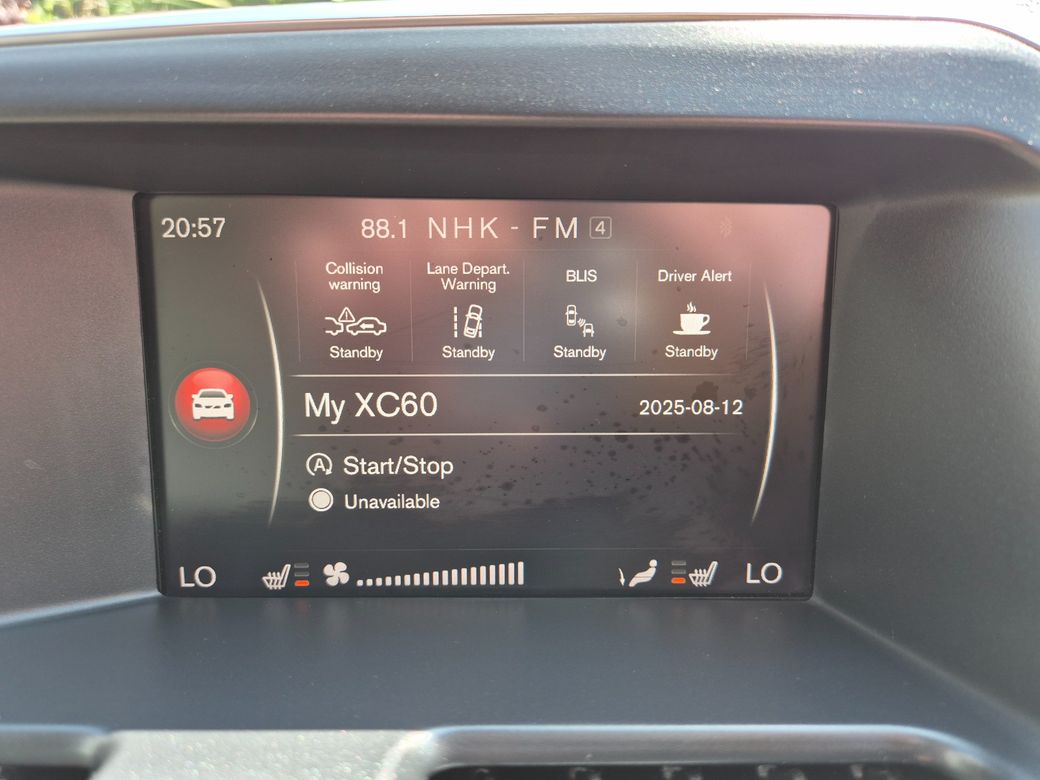 20:57 88.1 NHK - FM 4
Collision warning
Lane Depart. Warning
BLIS
Driver Alert
Standby
Standby
Standby
Standby
My XC60
2025-08-12
A Start/Stop
Unavailable
LO
LO